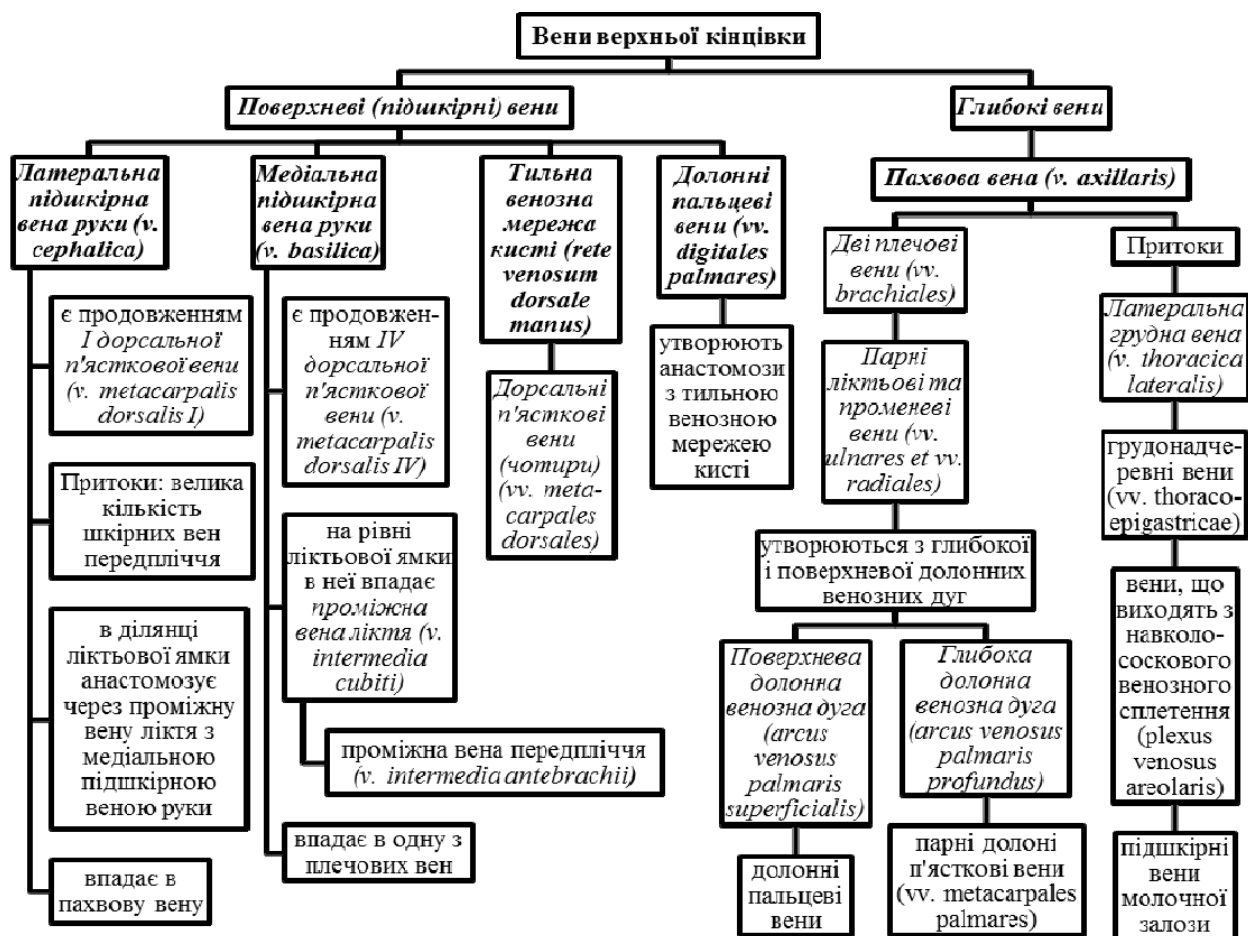 Вени верхньої кінцівки
Поверхневі (підшкірні) вени
Глибокі вени
Латеральна
підшкірна
вена руки (v.
cephalica)
є продовженням
I дорсальної
п'ясткової вени
(v. metacarpalis
dorsalis I)
Притоки: велика
кількість
шкірних вен
передпліччя
в ділянці
ліктьової ямки
анастомозує
через проміжну
вену ліктя з
медіальною
підшкірною
веною руки
впадає в
пахвову вену
Медіальна
підшкірна
вена руки
(v. basilica)
є продовжен-
ням IV
дорсальної
п'ясткової
вени (v.
metacarpalis
dorsalis IV)
на рівні
ліктьової ямки
в неї впадає
проміжна
вена ліктя (v.
intermedia
cubiti)
проміжна вена передпліччя
(v. intermedia antebrachii)
впадає в одну з
плечових вен
Тильна
венозна
мережа
кисті (rete
venosum
dorsale
manus)
Дорсальні
п'ясткові
вени
(чотири)
(vv. meta-
carpales
dorsales)
Долонні
пальцеві
вени (vv.
digitales
palmares)
утворюють
анастомози
з тильною
венозною
мережею
кисті
Пахвова вена (v. axillaris)
Дві плечові
вени (vv.
brachiales)
Парні
ліктьові та
променеві
вени (vv.
ulnares et vv.
radiales)
утворюються з глибокої
і поверхневої долонних
венозних дуг
Поверхнева
долонна
венозна дуга
(arcus
venosus
palmaris
superficialis)
долонні
пальцеві
вени
Глибока
долонна
венозна дуга
(arcus venosus
palmaris
profundus)
парні долоні
п'ясткові вени
(vv. metacarpales
palmares)
Притоки
Латеральна
грудна вена
(v. thoracica
lateralis)
грудонадче-
ревні вени
(vv. thoraco-
epigastricae)
вени, що
виходять з
навколо-
соскового
венозного
сплетення
(plexus
venosus
areolaris)
підшкірні
вени
молочної
залози